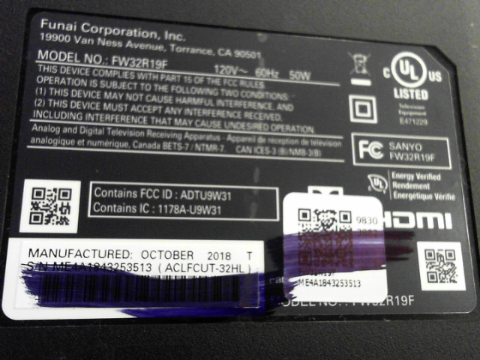 Funai Corporation, Inc.
19900 Van Ness Avenue, Torrance, CA 90501
MODEL NO.: FW32R19F 120V~ 60Hz 50W
THIS DEVICE COMPLIES WITH PART 15 OF THE FCC RULES.
OPERATION IS SUBJECT TO THE FOLLOWING TWO CONDITIONS:
(1) THIS DEVICE MAY NOT CAUSE HARMFUL INTERFERENCE, AND
(2) THIS DEVICE MUST ACCEPT ANY INTERFERENCE RECEIVED,
INCLUDING INTERFERENCE THAT MAY CAUSE UNDESIRED OPERATION.
Analog and Digital Television Receiving Apparatus - Appareil de réception de télévision
analogique et numérique, Canada BETS-7 / NTMR-7. CAN ICES-3 (B)/NMB-3(B)
C UL US
LISTED
Television
Equipment
E471229
FC SANYO
FW32R19F
UL Energy Verified
Rendement
Énergétique Vérifié
Contains FCC ID : ADTU9W31
Contains IC : 1178A-U9W31
9B30
HDMI
MANUFACTURED: OCTOBER 2018 T
S/N ME4A1843253513 (ACLFCUT-32HL)
ME4A1843253513
FW32R19F